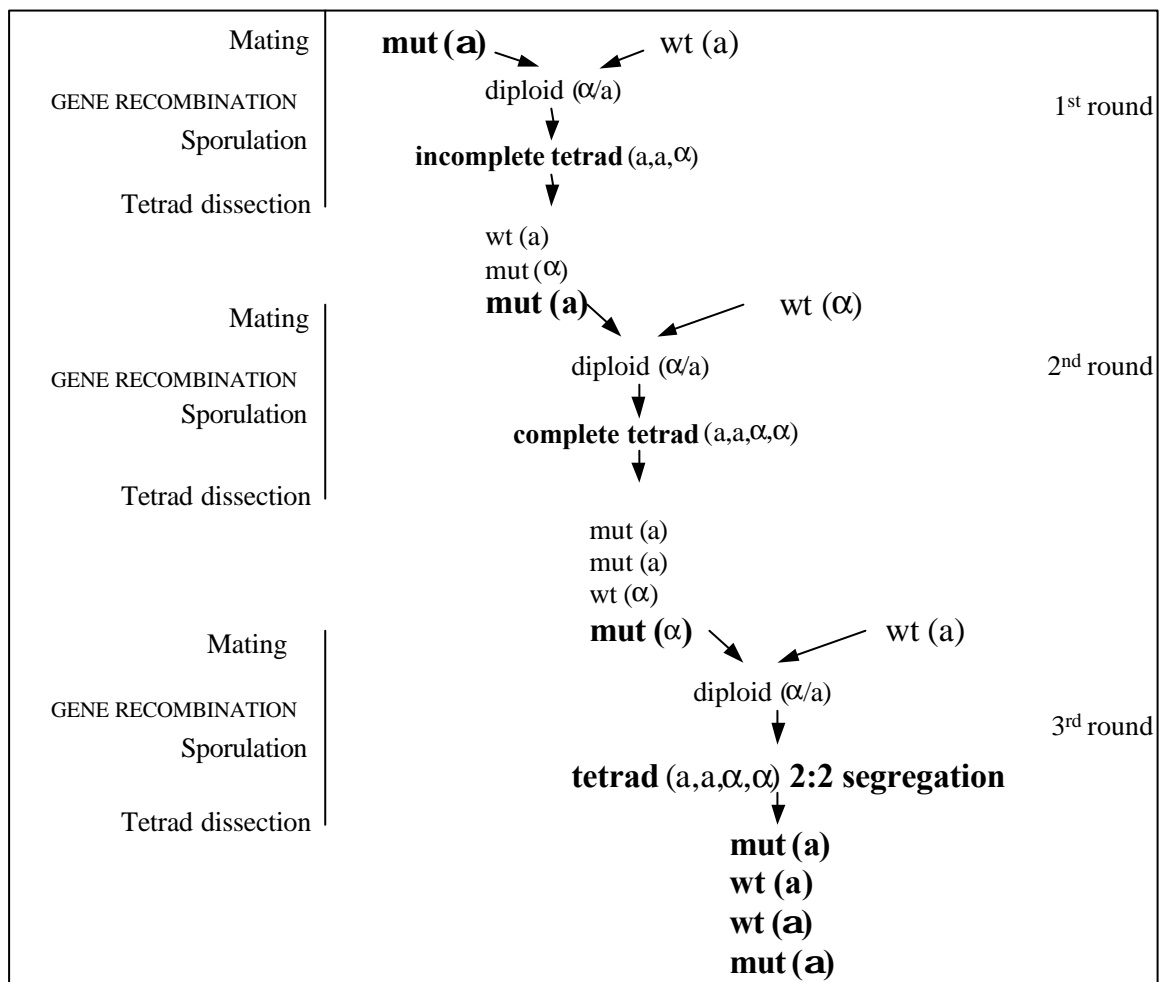 Mating mut (a) wt (a)
diploid (α/a)
GENE RECOMBINATION 1st round
Sporulation
incomplete tetrad (a,a,α)
Tetrad dissection
wt (a)
mut (α)
mut (a) wt (α)
Mating
diploid (α/a) 2nd round
GENE RECOMBINATION
Sporulation
complete tetrad (a,a,α,α)
Tetrad dissection
mut (a)
mut (a)
wt (α)
mut (α) wt (a)
Mating
diploid (α/a)
GENE RECOMBINATION 3rd round
Sporulation
tetrad (a,a,α,α) 2:2 segregation
Tetrad dissection
mut (a)
wt (a)
wt (a)
mut (a)